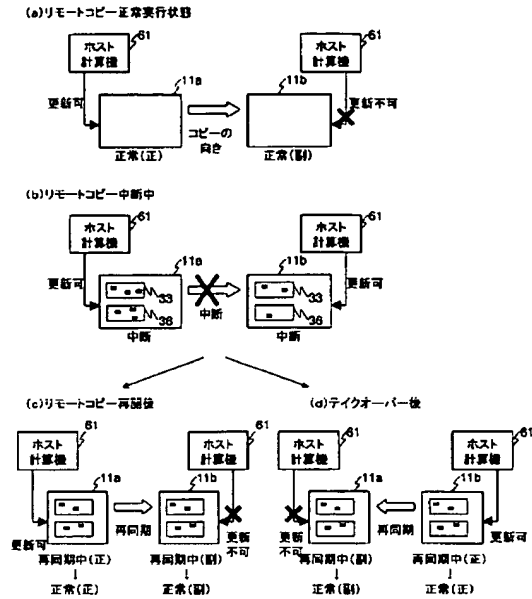 (a)リモートコピー正常実行状態
ホスト
計算機
61
ホスト
計算機
61
11a
11b
更新可
更新不可
コピーの
向き
正常(正)
正常(副)
(b)リモートコピー中断中
ホスト
計算機
61
ホスト
計算機
61
11a
11b
更新可
更新可
33
36
33
36
中断
中断
中断
(c)リモートコピー再開後
(d)テイクオーバー後
ホスト
計算機
61
ホスト
計算機
61
ホスト
計算機
61
ホスト
計算機
61
11a
11b
11a
11b
更新可
再同期
更新
不可
更新
不可
再同期
更新可
再同期中(正)
再同期中(副)
再同期中(副)
再同期中(正)
正常(正)
正常(副)
正常(副)
正常(正)